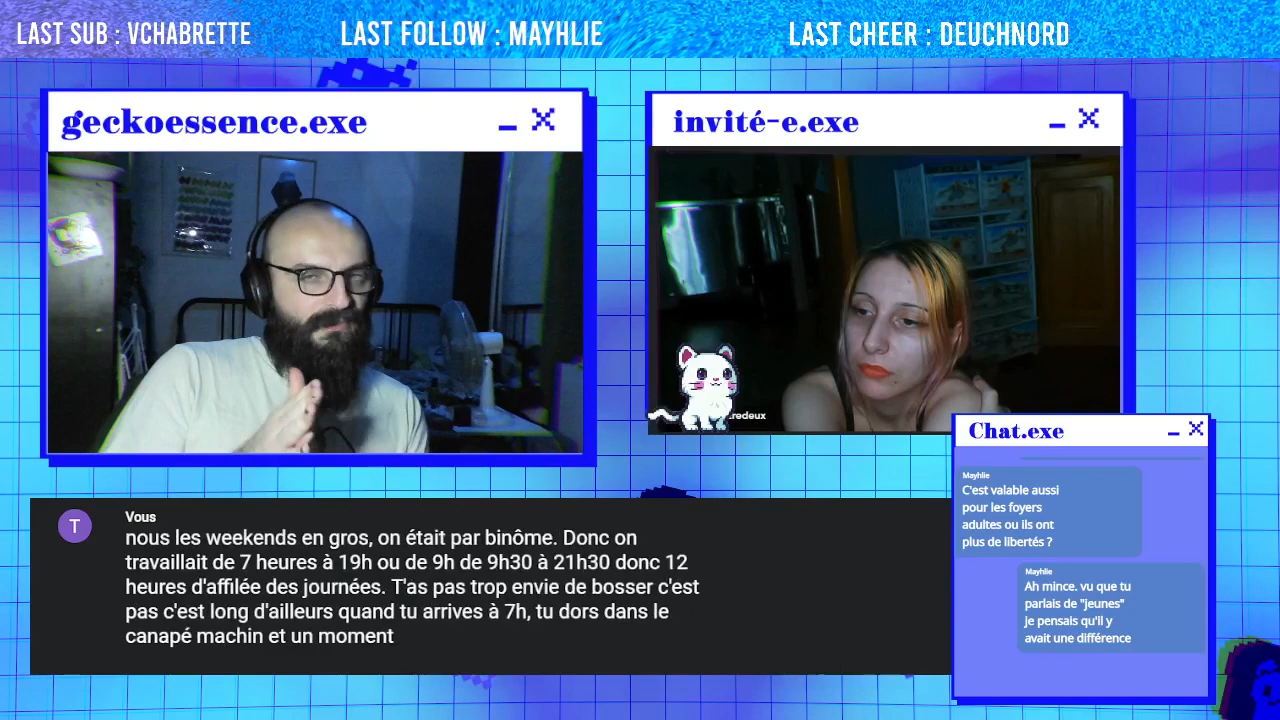 LAST SUB : VCHABRETTE
LAST FOLLOW : MAYHLIE
LAST CHEER : DEUCHNORD
geckoessence.exe
invité-e.exe
redeux
Chat.exe
Mayhlie
C'est valable aussi
pour les foyers
adultes ou ils ont
plus de libertés ?
Mayhlie
Ah mince. vu que tu
parlais de "jeunes"
je pensais qu'il y
avait une différence
T
Vous
nous les weekends en gros, on était par binôme. Donc on
travaillait de 7 heures à 19h ou de 9h de 9h30 à 21h30 donc 12
heures d'affilée des journées. T'as pas trop envie de bosser c'est
pas c'est long d'ailleurs quand tu arrives à 7h, tu dors dans le
canapé machin et un moment